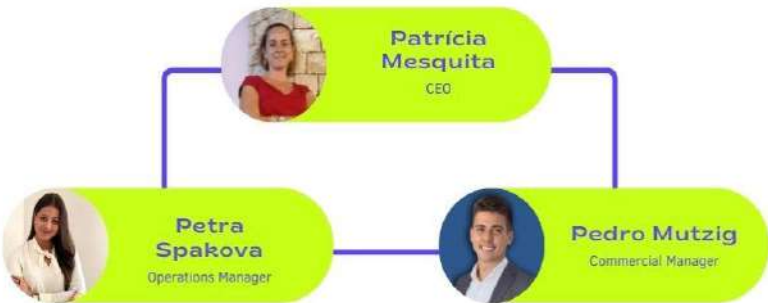 Patrícia
Mesquita
CEO
Petra
Spakova
Operations Manager
Pedro Mutzig
Commercial Manager